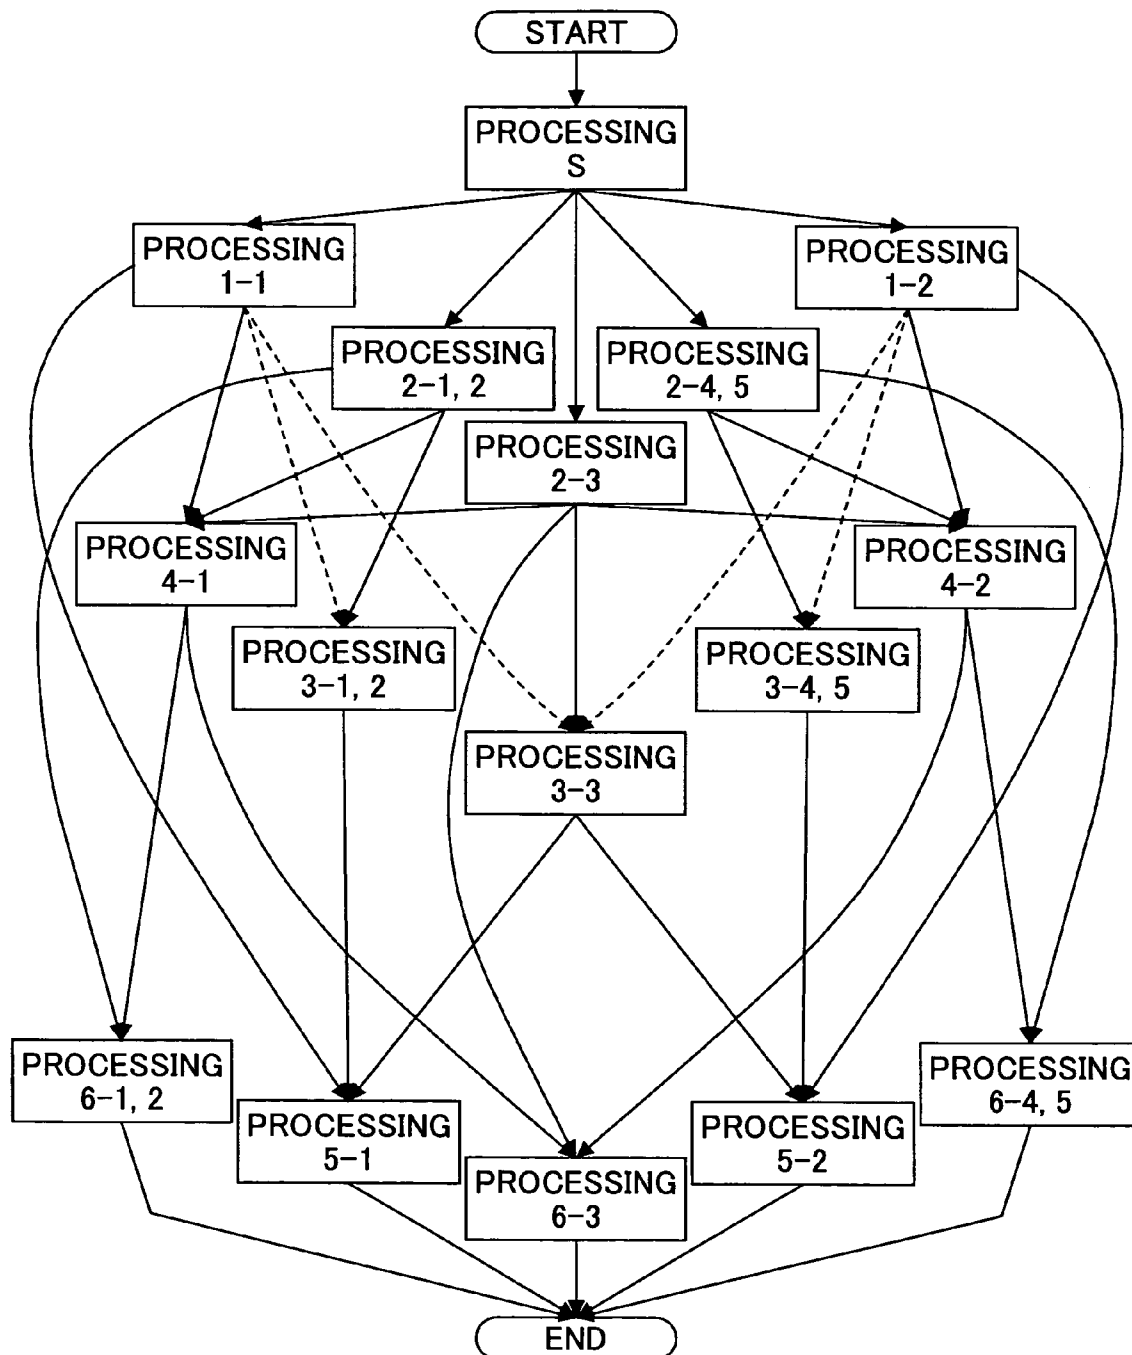 START
PROCESSING
S
PROCESSING
1-1
PROCESSING
1-2
PROCESSING
2-1, 2
PROCESSING
2-4, 5
PROCESSING
2-3
PROCESSING
4-1
PROCESSING
4-2
PROCESSING
3-1, 2
PROCESSING
3-4, 5
PROCESSING
3-3
PROCESSING
6-1, 2
PROCESSING
6-4, 5
PROCESSING
5-1
PROCESSING
5-2
PROCESSING
6-3
END